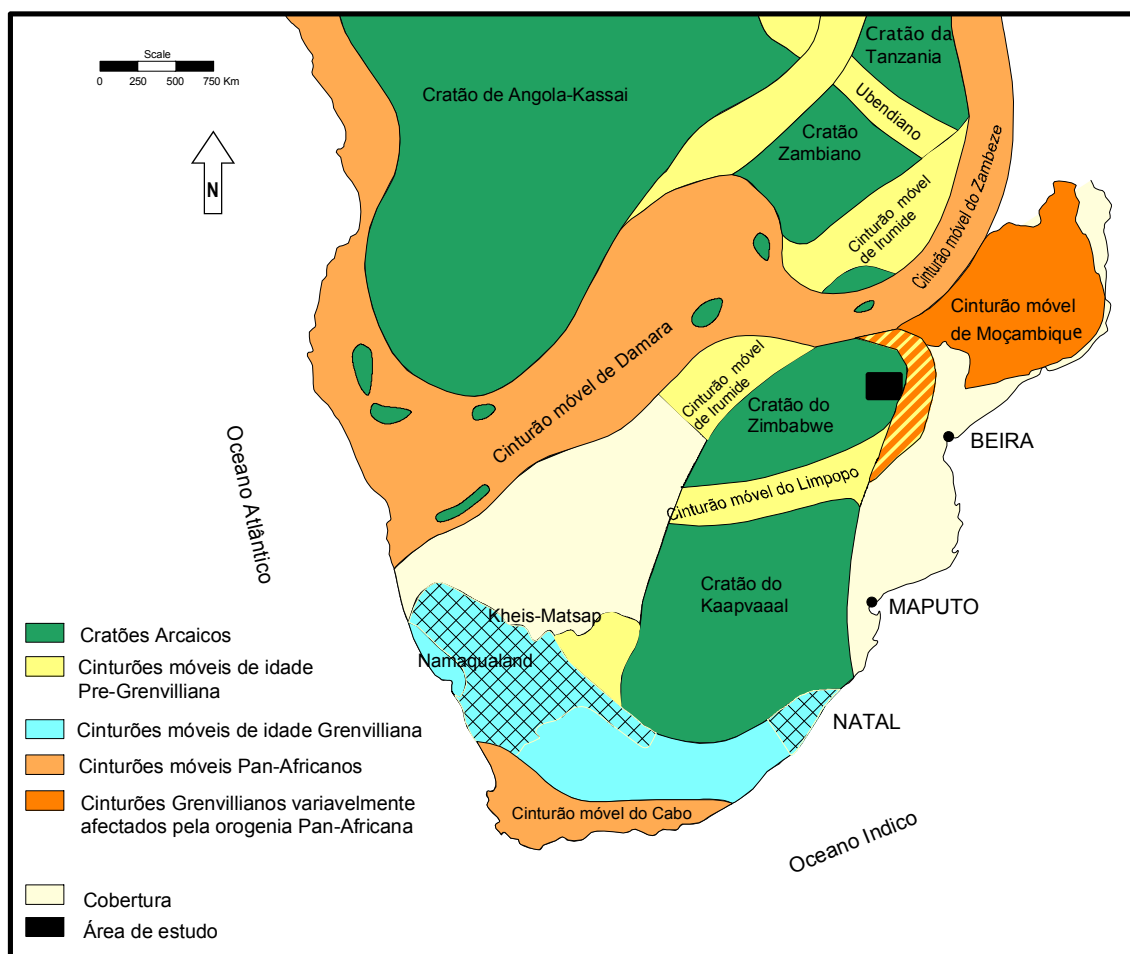 Scale
0 250 500 750 Km
N
Cratão de Angola-Kassai
Cratão da
Tanzania
Ubendiano
Cratão
Zambiano
Cinturão móvel
de Irumide
Cinturão móvel do Zambeze
Cinturão móvel
de Moçambique
Cinturão móvel de Damara
Cinturão móvel
de Irumide
Cratão do
Zimbabwe
BEIRA
Cinturão móvel do Limpopo
Oceano Atlântico
Cratão do
Kaapvaaal
MAPUTO
Kheis-Matsap
Namaqualand
NATAL
Cinturão móvel do Cabo
Oceano Indico
Cratões Arcaicos
Cinturões móveis de idade
Pre-Grenvilliana
Cinturões móveis de idade Grenvilliana
Cinturões móveis Pan-Africanos
Cinturões Grenvillianos variavelmente
afectados pela orogenia Pan-Africana
Cobertura
Área de estudo